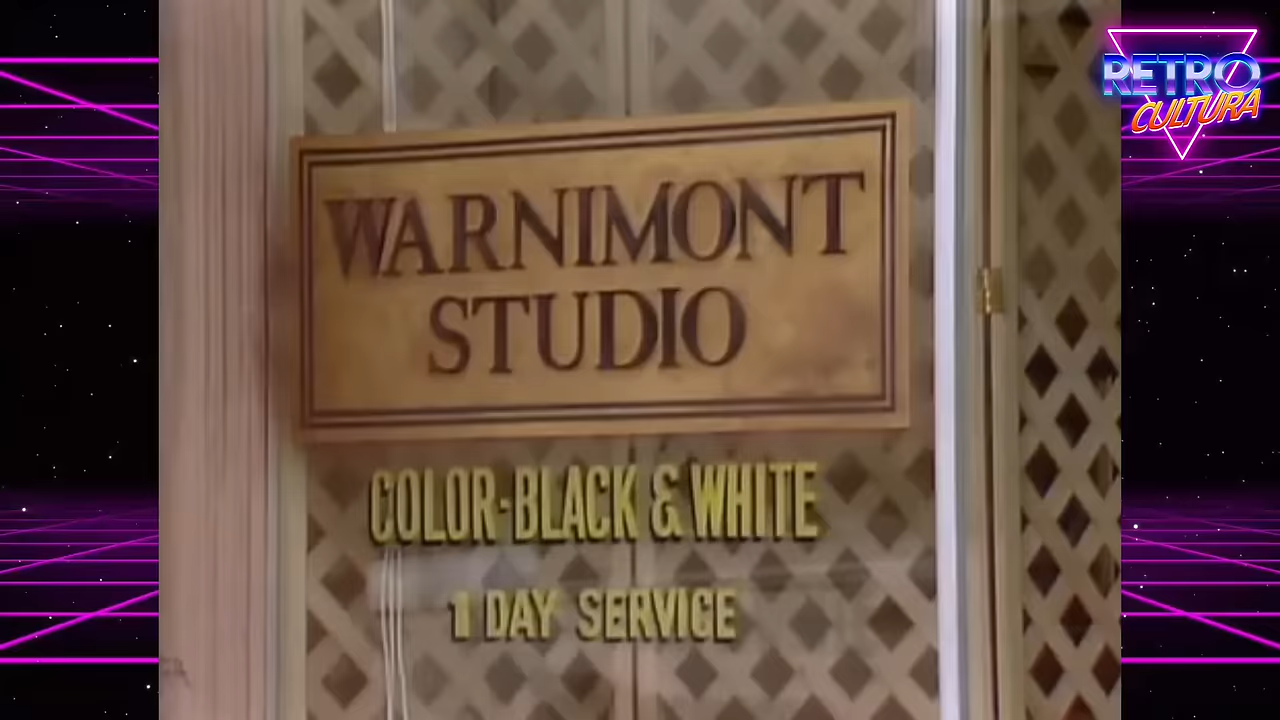 RETRO
CULTURA
WARNIMONT
STUDIO
COLOR-BLACK & WHITE
1 DAY SERVICE